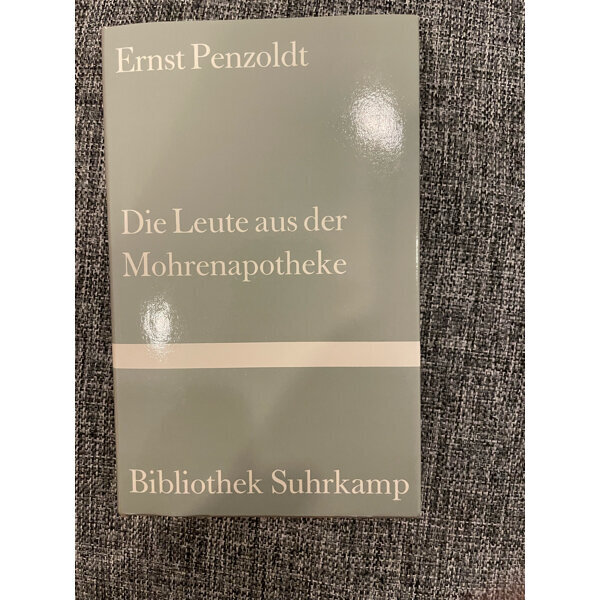 Ernst Penzoldt
Die Leute aus der
Mohrenapotheke
Bibliothek Suhrkamp